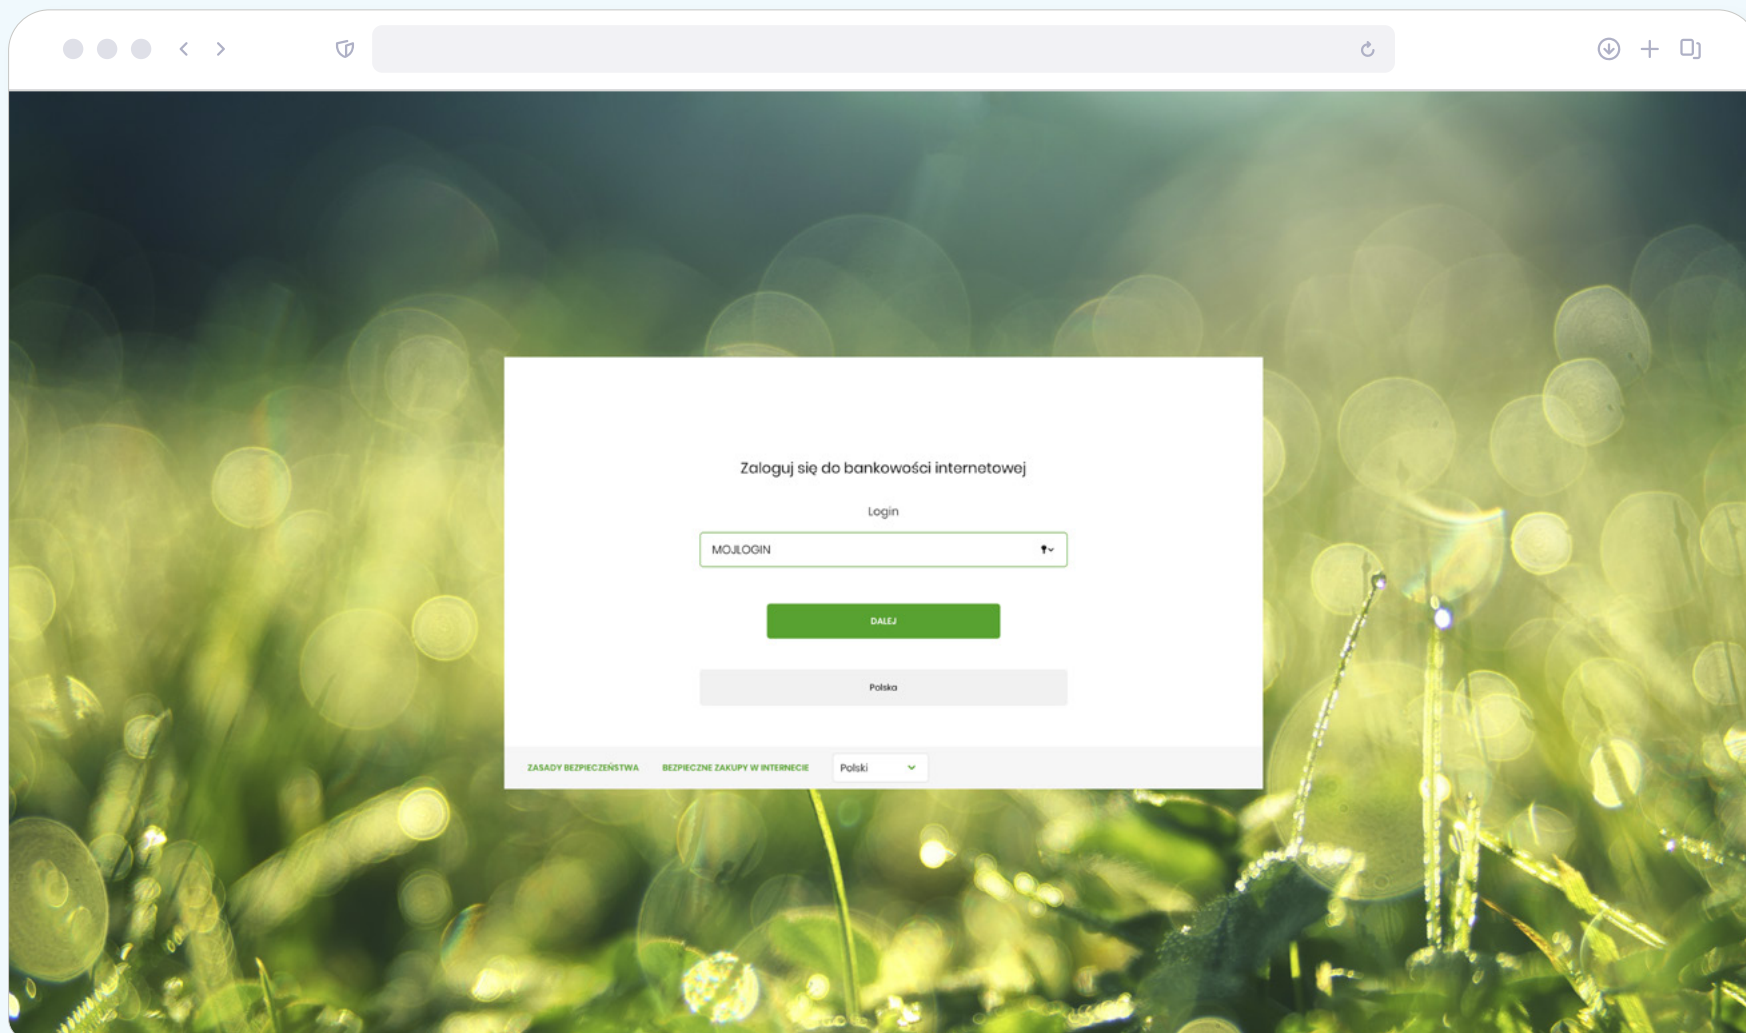 Zaloguj się do bankowości internetowej
Login
MOJLOGIN
DALEJ
Polska
ZASADY BEZPIECZEŃSTWA BEZPIECZNE ZAKUPY W INTERNECIE Polski